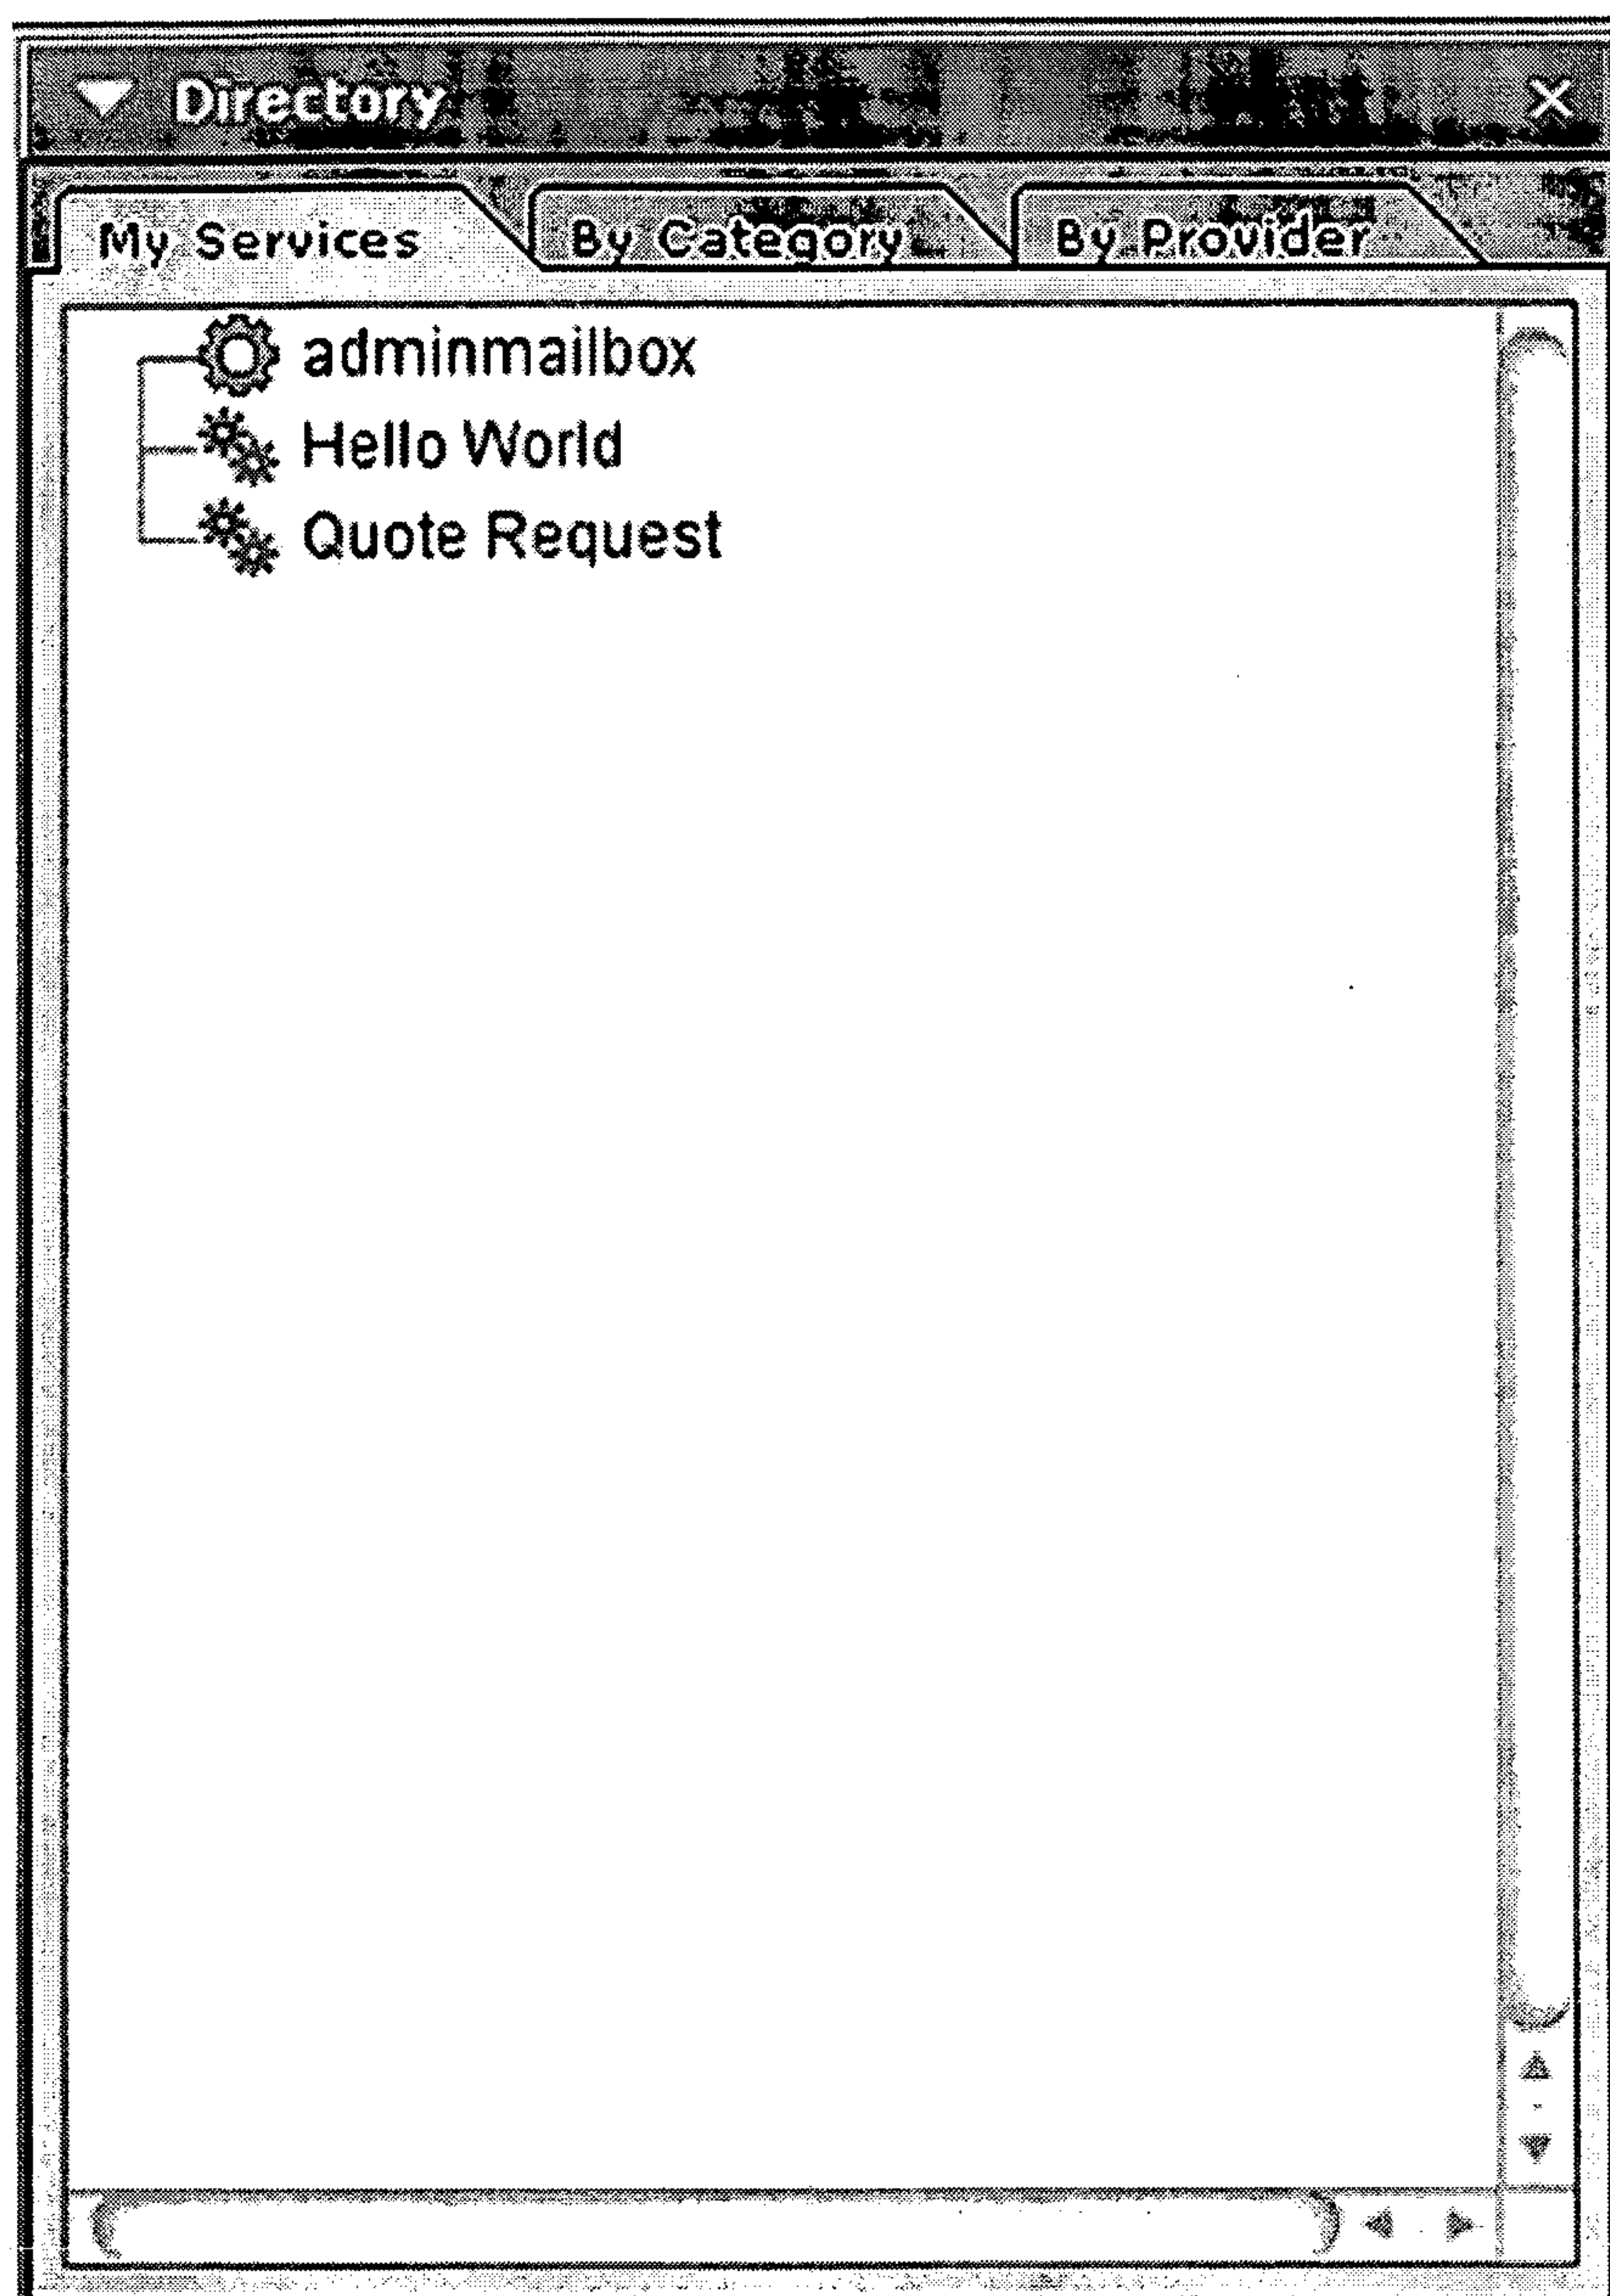 Directory
My Services By Category By Provider
adminmailbox
Hello World
Quote Request